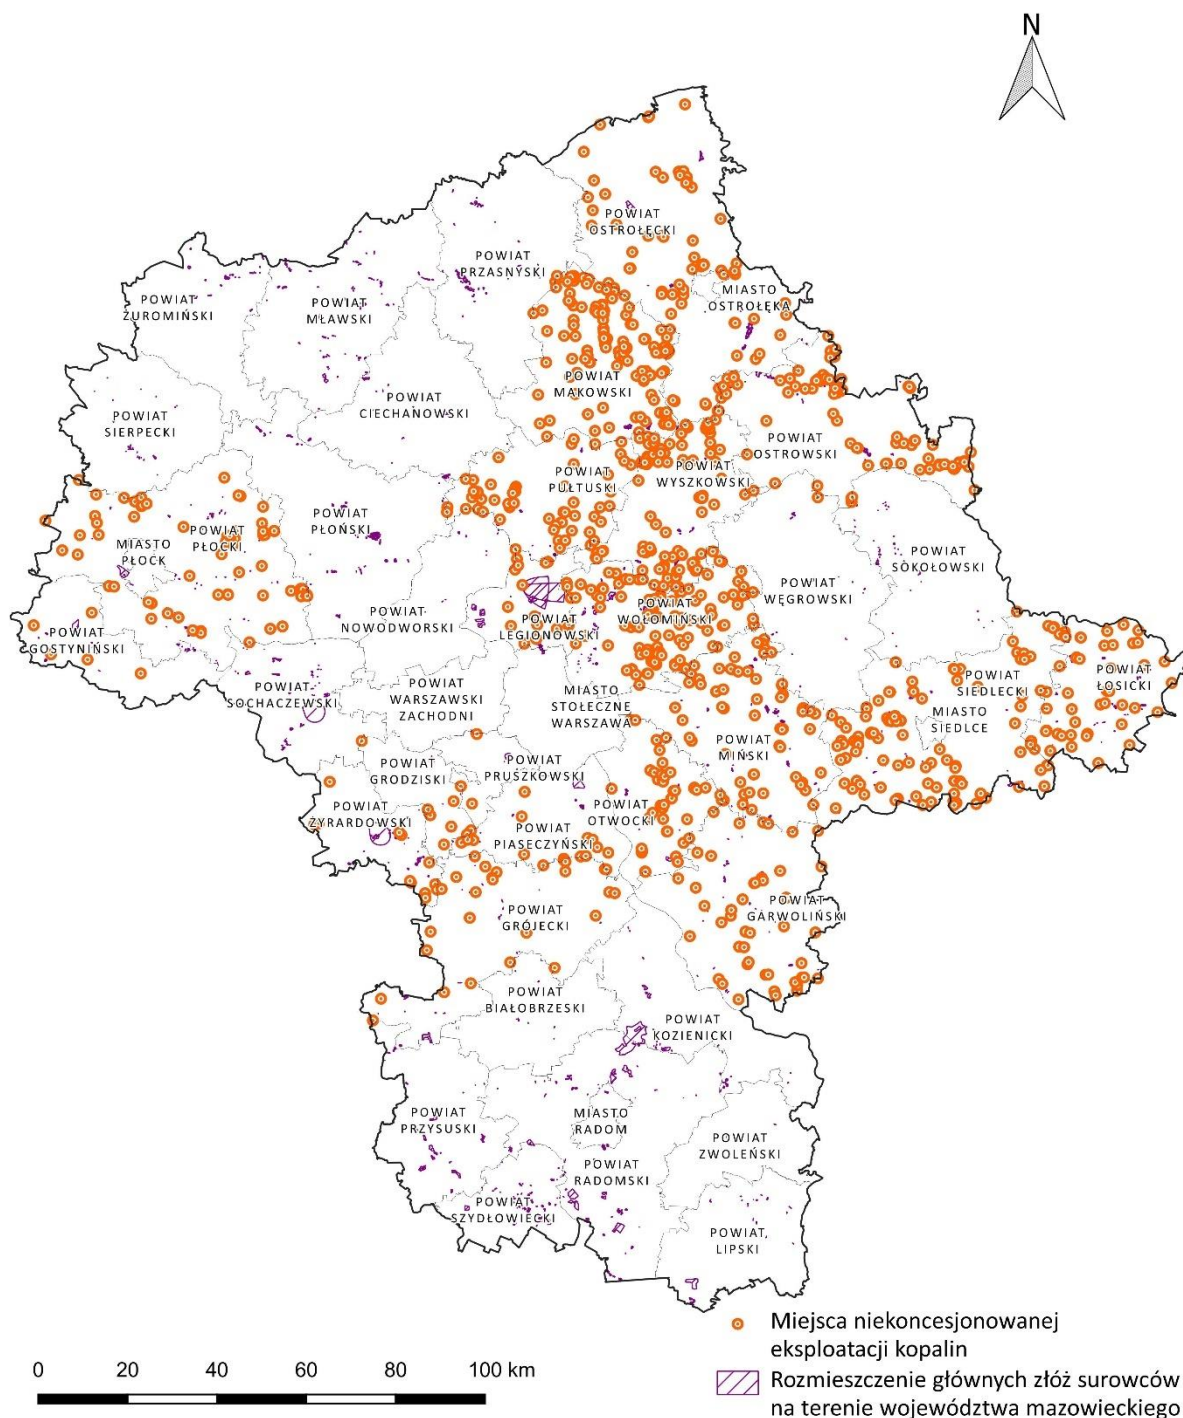 N
POWIAT
OSTROŁĘCKI
POWIAT
PRZASNYSKI
MIASTO
OSTROŁĘKA
POWIAT
ŻUROMIŃSKI
POWIAT
MŁAWSKI
POWIAT
MAKOWSKI
POWIAT
CIECHANOWSKI
POWIAT
SIERPECKI
POWIAT
OSTROWSKI
POWIAT
WYSZKOWSKI
POWIAT
PUŁTUSKI
POWIAT
PŁOŃSKI
POWIAT
PŁOCKI
MIASTO
PŁOCK
POWIAT
SOKOŁOWSKI
POWIAT
WĘGROWSKI
POWIAT
WOŁOMIŃSKI
POWIAT
NOWODWORSKI
POWIAT
LEGIONOWSKI
POWIAT
GOSTYNIŃSKI
POWIAT
SOCHACZEWSKI
POWIAT
WARSZAWSKI
ZACHODNI
MIASTO
STOŁECZNE
WARSZAWA
POWIAT
SIEDLECKI
POWIAT
ŁOSICKI
MIASTO
SIEDLCE
POWIAT
MIŃSKI
POWIAT
GRODZISKI
POWIAT
PRUSZKOWSKI
POWIAT
OTWOCKI
POWIAT
ŻYRARDOWSKI
POWIAT
PIASECZYŃSKI
POWIAT
GARWOLIŃSKI
POWIAT
GRÓJECKI
POWIAT
BIAŁOBRZESKI
POWIAT
KOZIENICKI
POWIAT
PRZYSUSKI
MIASTO
RADOM
POWIAT
ZWOLEŃSKI
POWIAT
RADOMSKI
POWIAT
SZYDŁOWIECKI
POWIAT
LIPSKI
Miejsca niekoncesjonowanej
eksploatacji kopalin
0 20 40 60 80 100 km
Rozmieszczenie głównych złóż surowców
na terenie województwa mazowieckiego